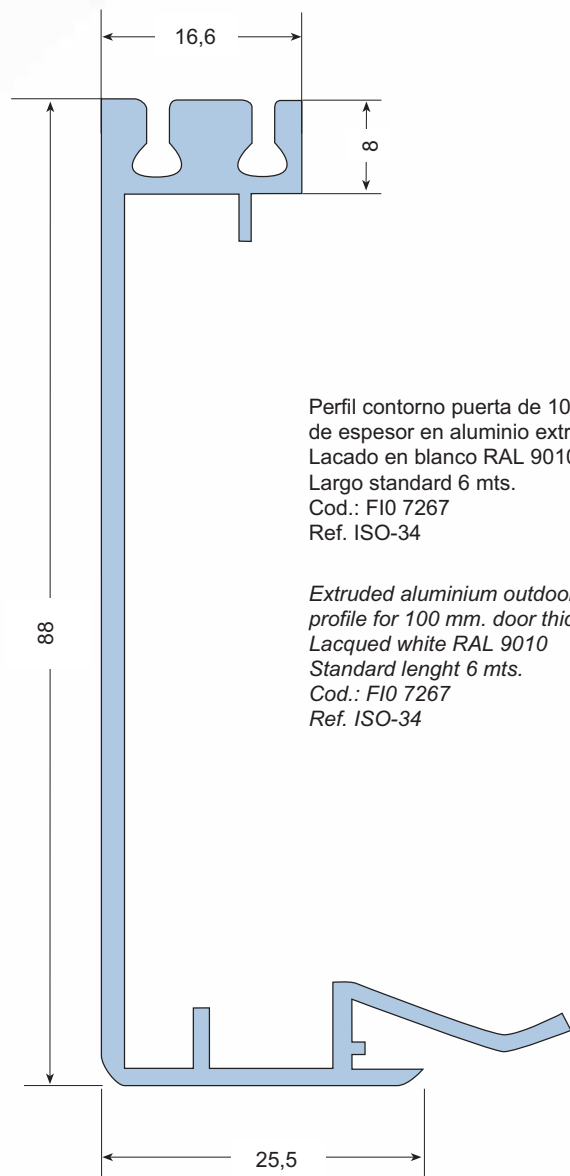 16,6
8
88
Perfil contorno puerta de 10
de espesor en aluminio extr
Lacado en blanco RAL 9010
Largo standard 6 mts.
Cod.: FI0 7267
Ref. ISO-34
Extruded aluminium outdoor
profile for 100 mm. door thic
Lacqued white RAL 9010
Standard lenght 6 mts.
Cod.: FI0 7267
Ref. ISO-34
25,5